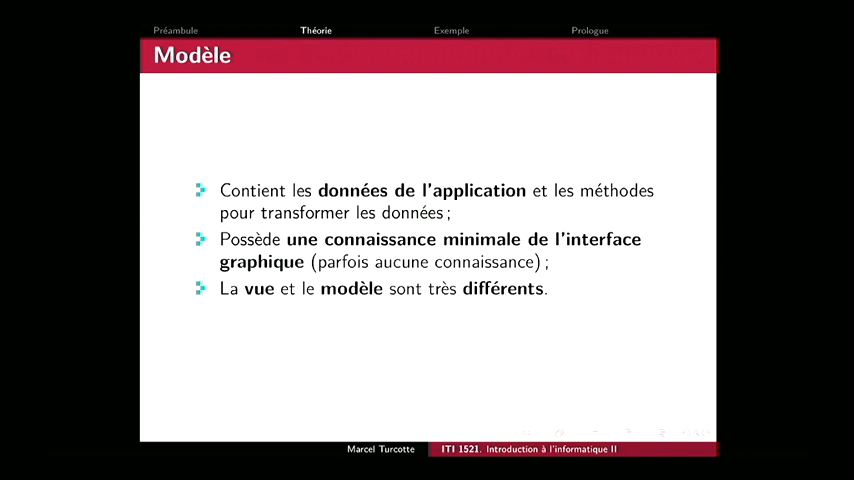 Préambule Théorie Exemple Prologue
Modèle
Contient les données de l'application et les méthodes
pour transformer les données ;
Possède une connaissance minimale de l'interface
graphique (parfois aucune connaissance) ;
La vue et le modèle sont très différents.
Marcel Turcotte ITI 1521. Introduction à l'informatique II